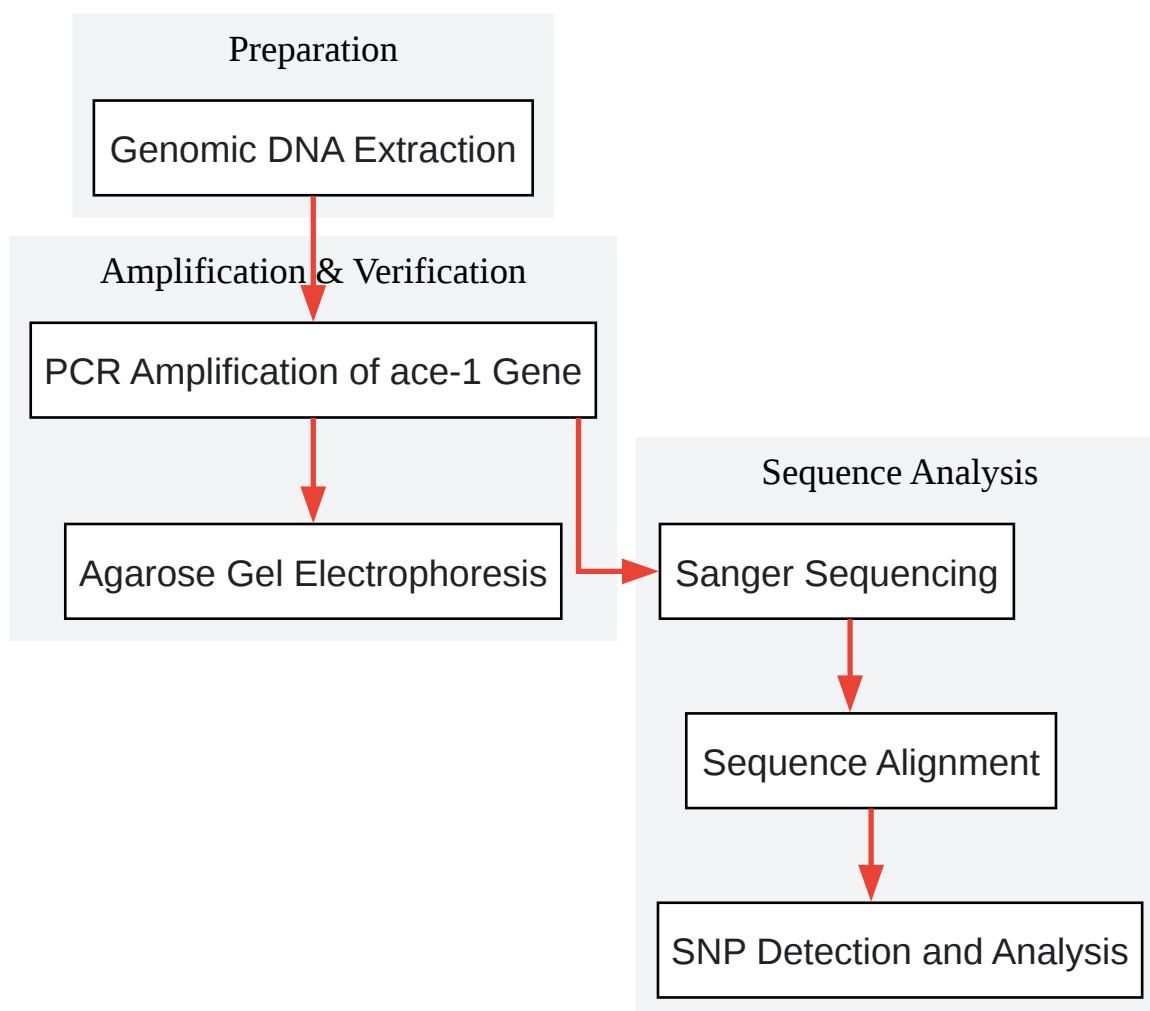 Preparation
Genomic DNA Extraction
Amplification & Verification
PCR Amplification of ace-1 Gene
Agarose Gel Electrophoresis
Sequence Analysis
Sanger Sequencing
Sequence Alignment
SNP Detection and Analysis